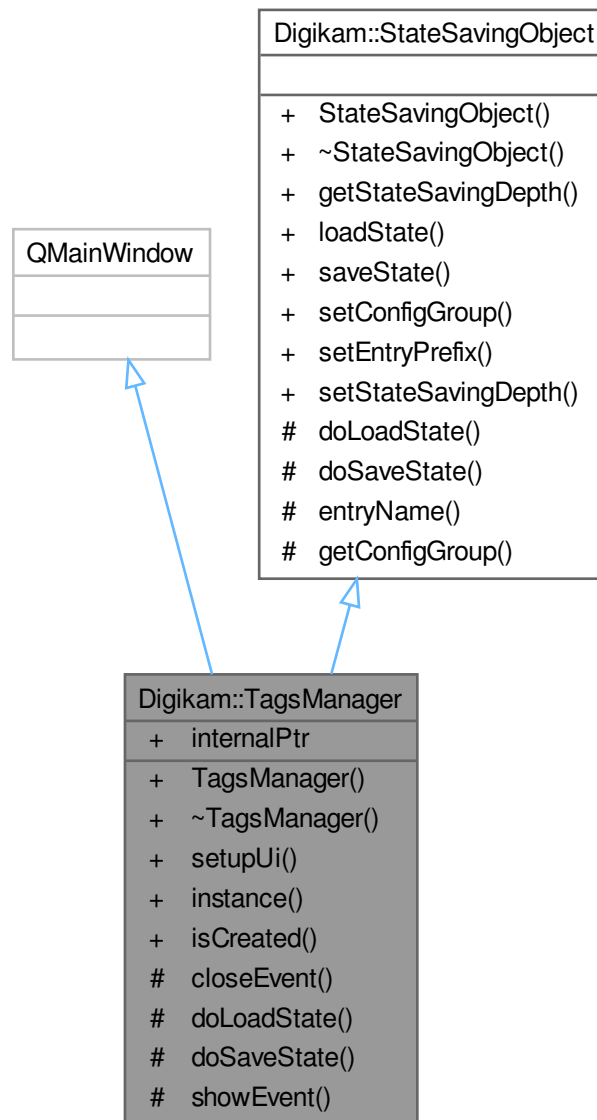 Digikam::StateSavingObject
+ StateSavingObject()
+ ~StateSavingObject()
+ getStateSavingDepth()
+ loadState()
+ saveState()
+ setConfigGroup()
+ setEntryPrefix()
+ setStateSavingDepth()
# doLoadState()
# doSaveState()
# entryName()
# getConfigGroup()
QMainWindow
Digikam::TagsManager
+ internalPtr
+ TagsManager()
+ ~TagsManager()
+ setupUi()
+ instance()
+ isCreated()
# closeEvent()
# doLoadState()
# doSaveState()
# showEvent()